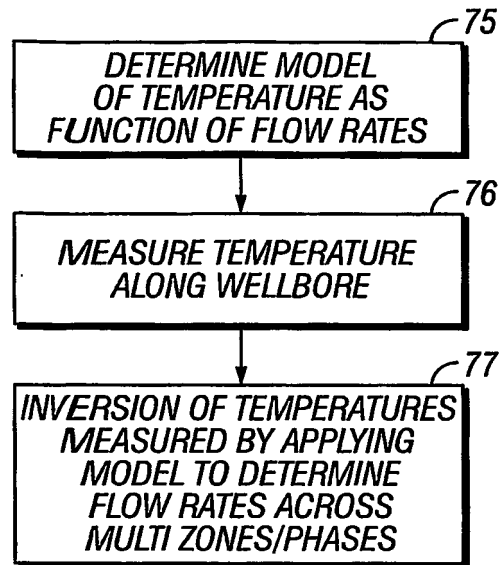 75
DETERMINE MODEL
OF TEMPERATURE AS
FUNCTION OF FLOW RATES
76
MEASURE TEMPERATURE
ALONG WELLBORE
77
INVERSION OF TEMPERATURES
MEASURED BY APPLYING
MODEL TO DETERMINE
FLOW RATES ACROSS
MULTI ZONES/PHASES